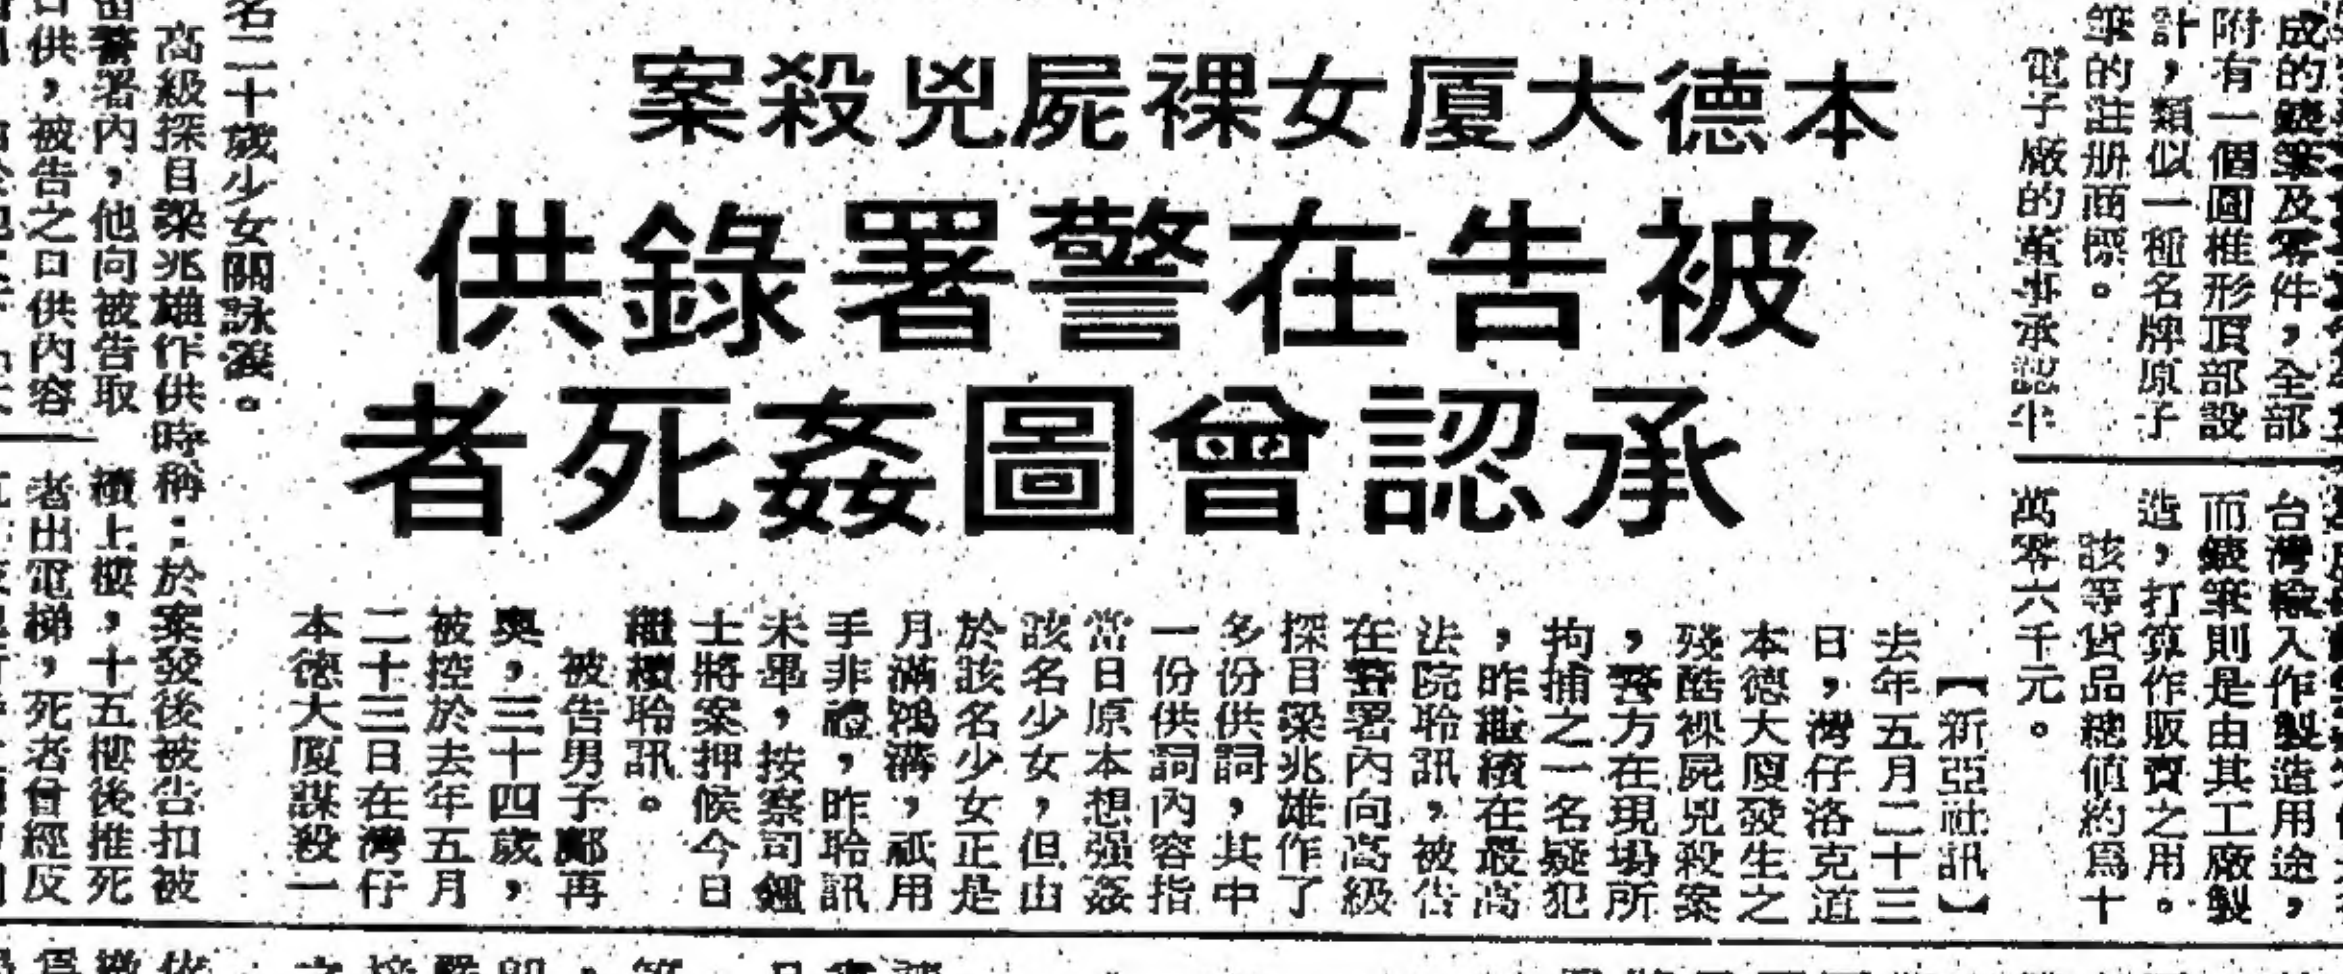 本德大厦女裸屍兇殺案
被告在警署錄供
承認曾圖姦死者
【新亞社訊】
去年五月二十三
日，灣仔洛克道
本德大厦發生之
殘酷裸屍兇殺案
，警方在現場所
拘捕之一名疑犯
，昨繼續在最高
法院聆訊，被告
在警署內向高級
探目梁兆雄作了
多份供詞，其中
一份供詞內容指
當日原本想强姦
該名少女，但由
於該名少女正是
月滿鴻溝，祇用
手非禮，昨聆訊
未畢，按察司
士將案押候今日
繼續聆訊。
被告男子鄺再
奧，三十四歲，
被控於去年五月
二十三日在灣仔
本德大厦謀殺一
名二十歲少女關詠
高級探目梁兆雄作供時稱：於案發後被告扣被
警署內，他向被告取
供，被告之口供內容
樓上樓，十五樓後推死
者出電梯，死者曾經反
成的鐵筆及零件，全部
附有一個圓椎形頂部設
計，類似一種名牌原子
筆的註册商標。
電子廠的董事承認半
台灣輸入作製造用途，
而鐵筆則是由其工廠製
造，打算作販賣之用。
該等貨品總值約爲十
萬零六千元。